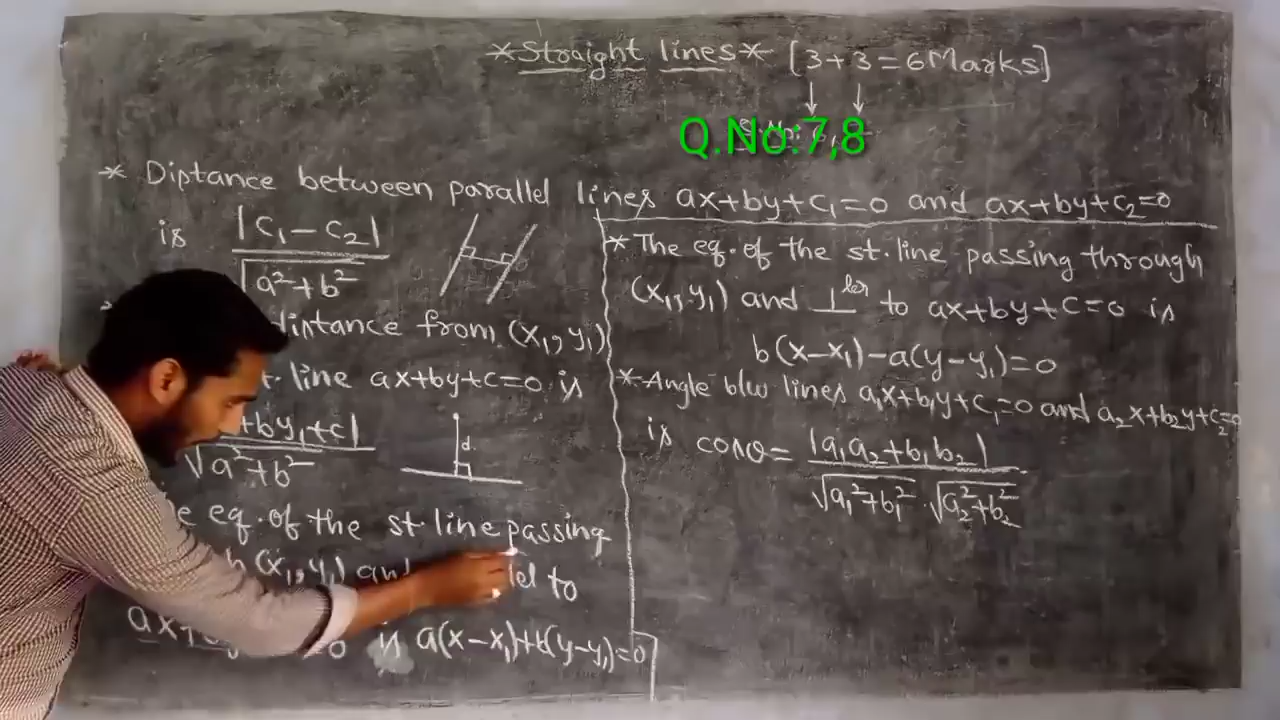 *Straight lines* [3+3=6Marks]
Q.No:7,8
* Diptance between parallel lines ax+by+c₁=0 and ax+by+c₂=0
is |c₁-c₂|
√a²+b²
distance from (x₁,y₁)
line ax+by+c=0 is
+by₁+c|
√a²+b²
d
eq. of the st. line passing
(x₁,y₁) and to
is a(x-x₁)+b(y-y₁)=0
* The eq. of the st. line passing through
(x₁,y₁) and ⊥ler to ax+by+c=0 is
b(x-x₁)-a(y-y₁)=0
* Angle b/w lines a₁x+b₁y+c₁=0 and a₂x+b₂y+c₂=0
is cosθ= |a₁a₂+b₁b₂|
√a₁²+b₁² . √a₂²+b₂²